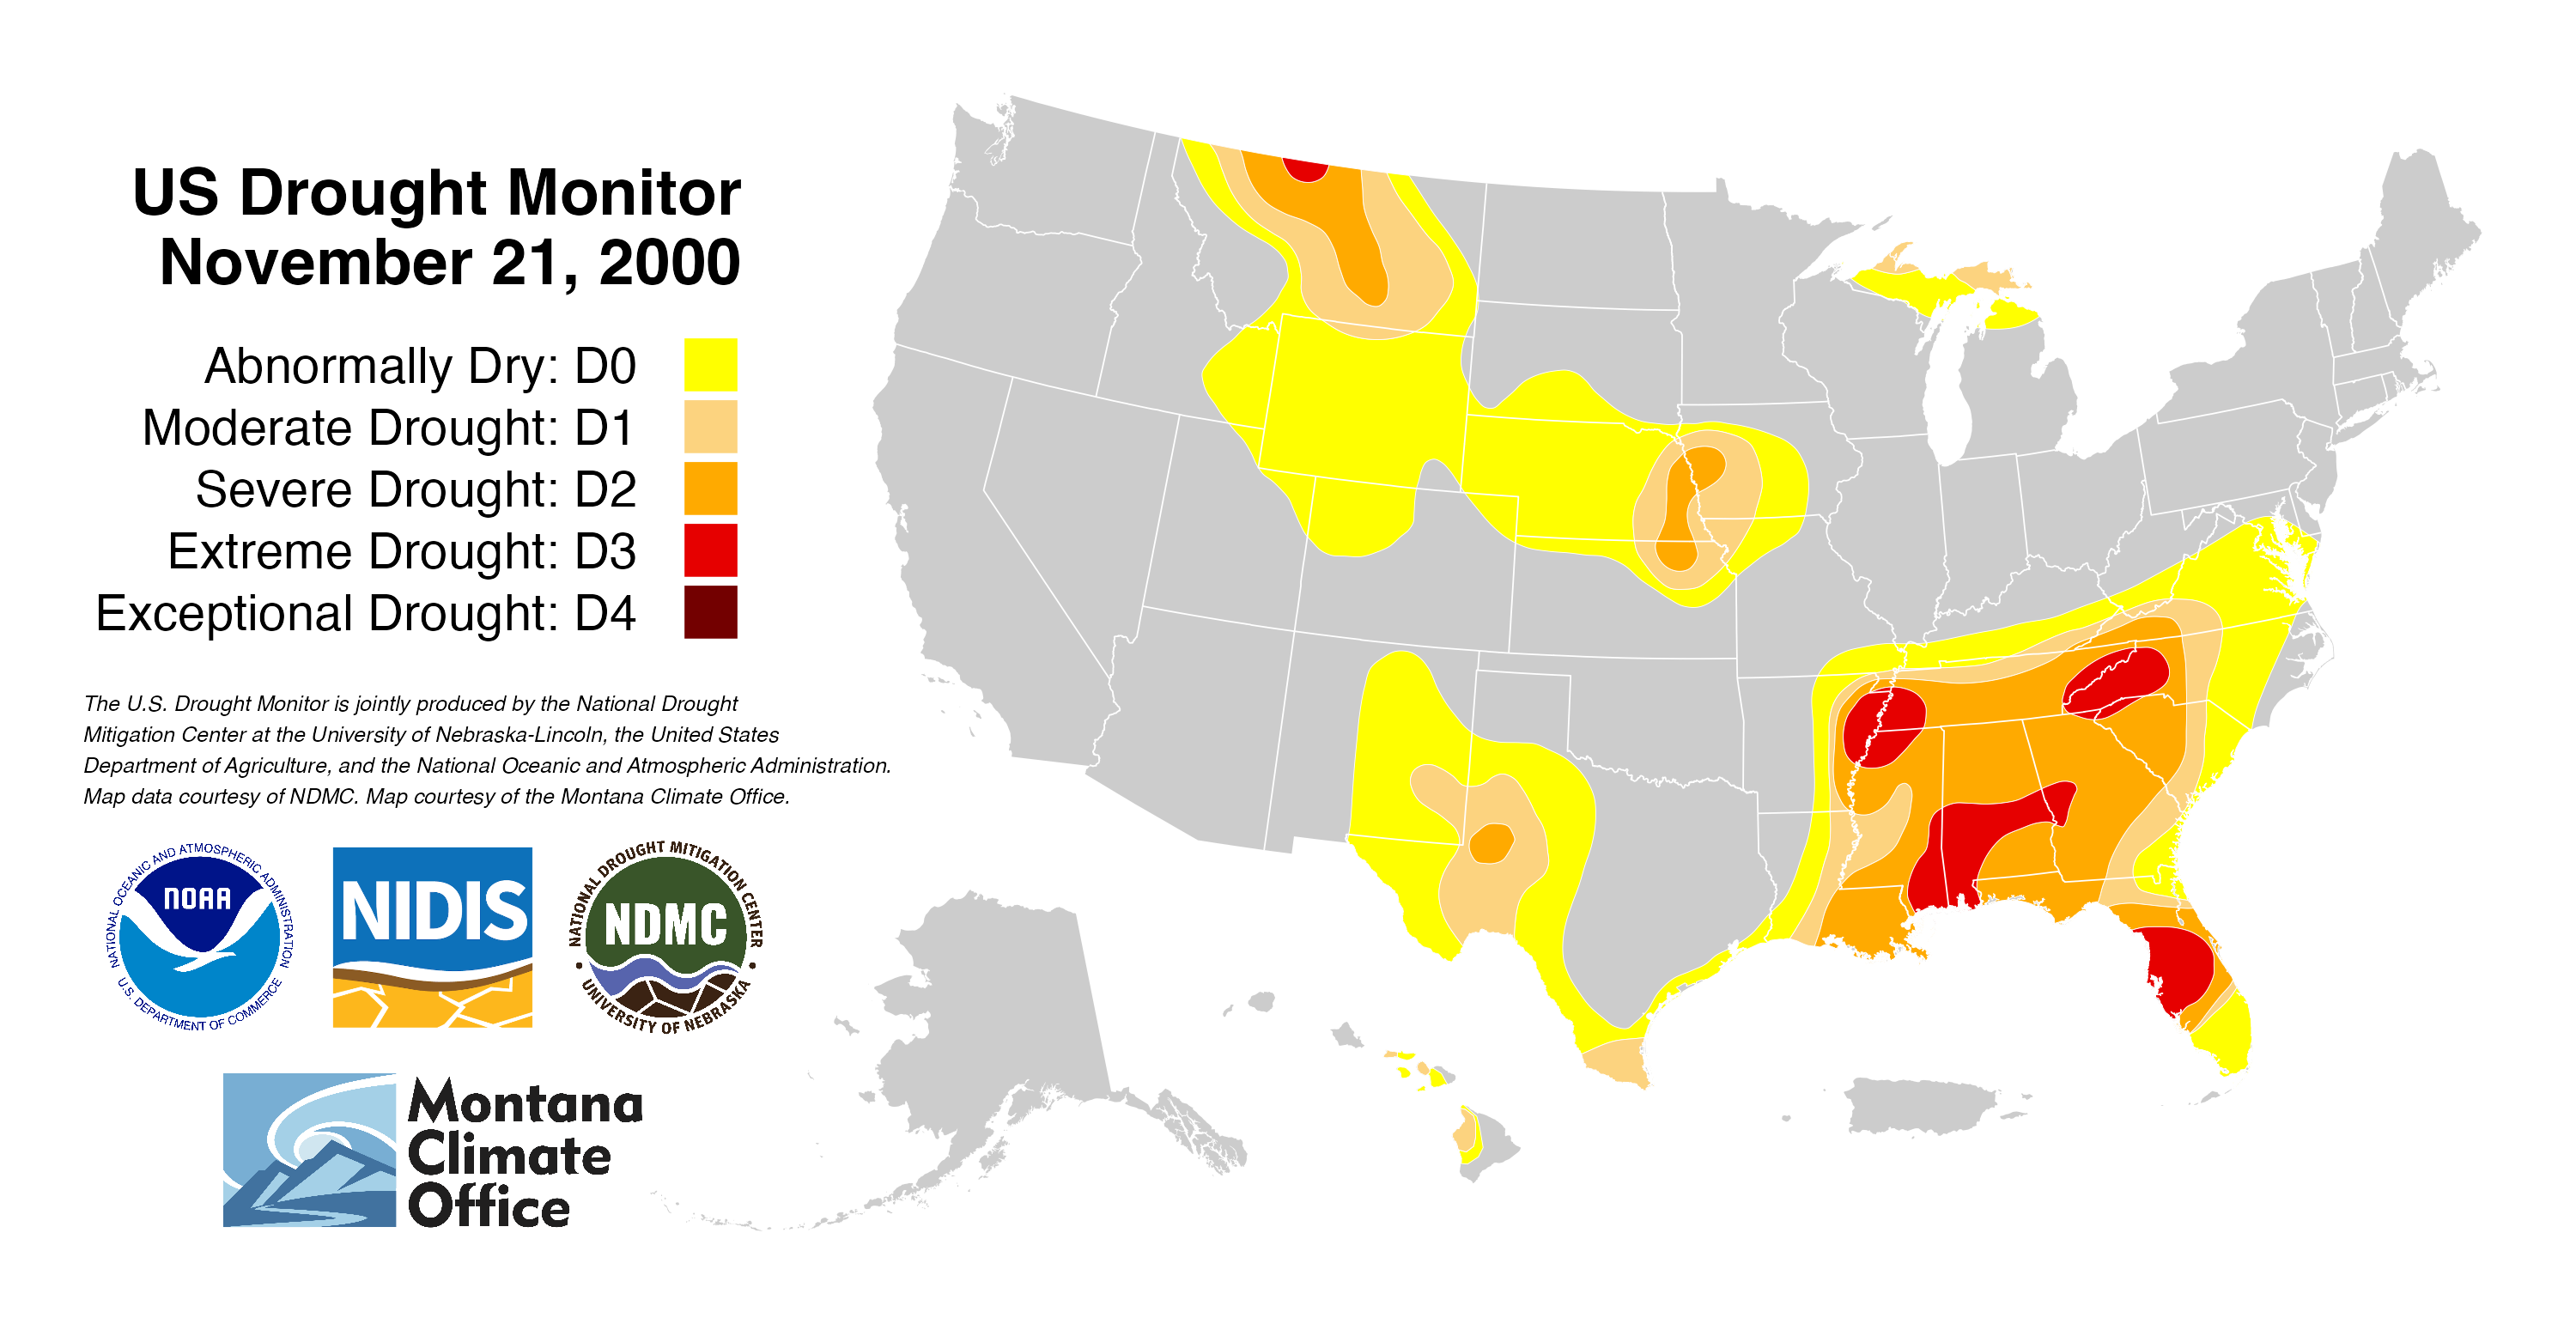 US Drought Monitor
November 21, 2000
Abnormally Dry: D0
Moderate Drought: D1
Severe Drought: D2
Extreme Drought: D3
Exceptional Drought: D4
The U.S. Drought Monitor is jointly produced by the National Drought
Mitigation Center at the University of Nebraska-Lincoln, the United States
Department of Agriculture, and the National Oceanic and Atmospheric Administration.
Map data courtesy of NDMC. Map courtesy of the Montana Climate Office.
NATIONAL OCEANIC AND ATMOSPHERIC ADMINISTRATION
NOAA
U.S. DEPARTMENT OF COMMERCE
NIDIS
NATIONAL DROUGHT MITIGATION CENTER
NDMC
UNIVERSITY OF NEBRASKA
Montana
Climate
Office